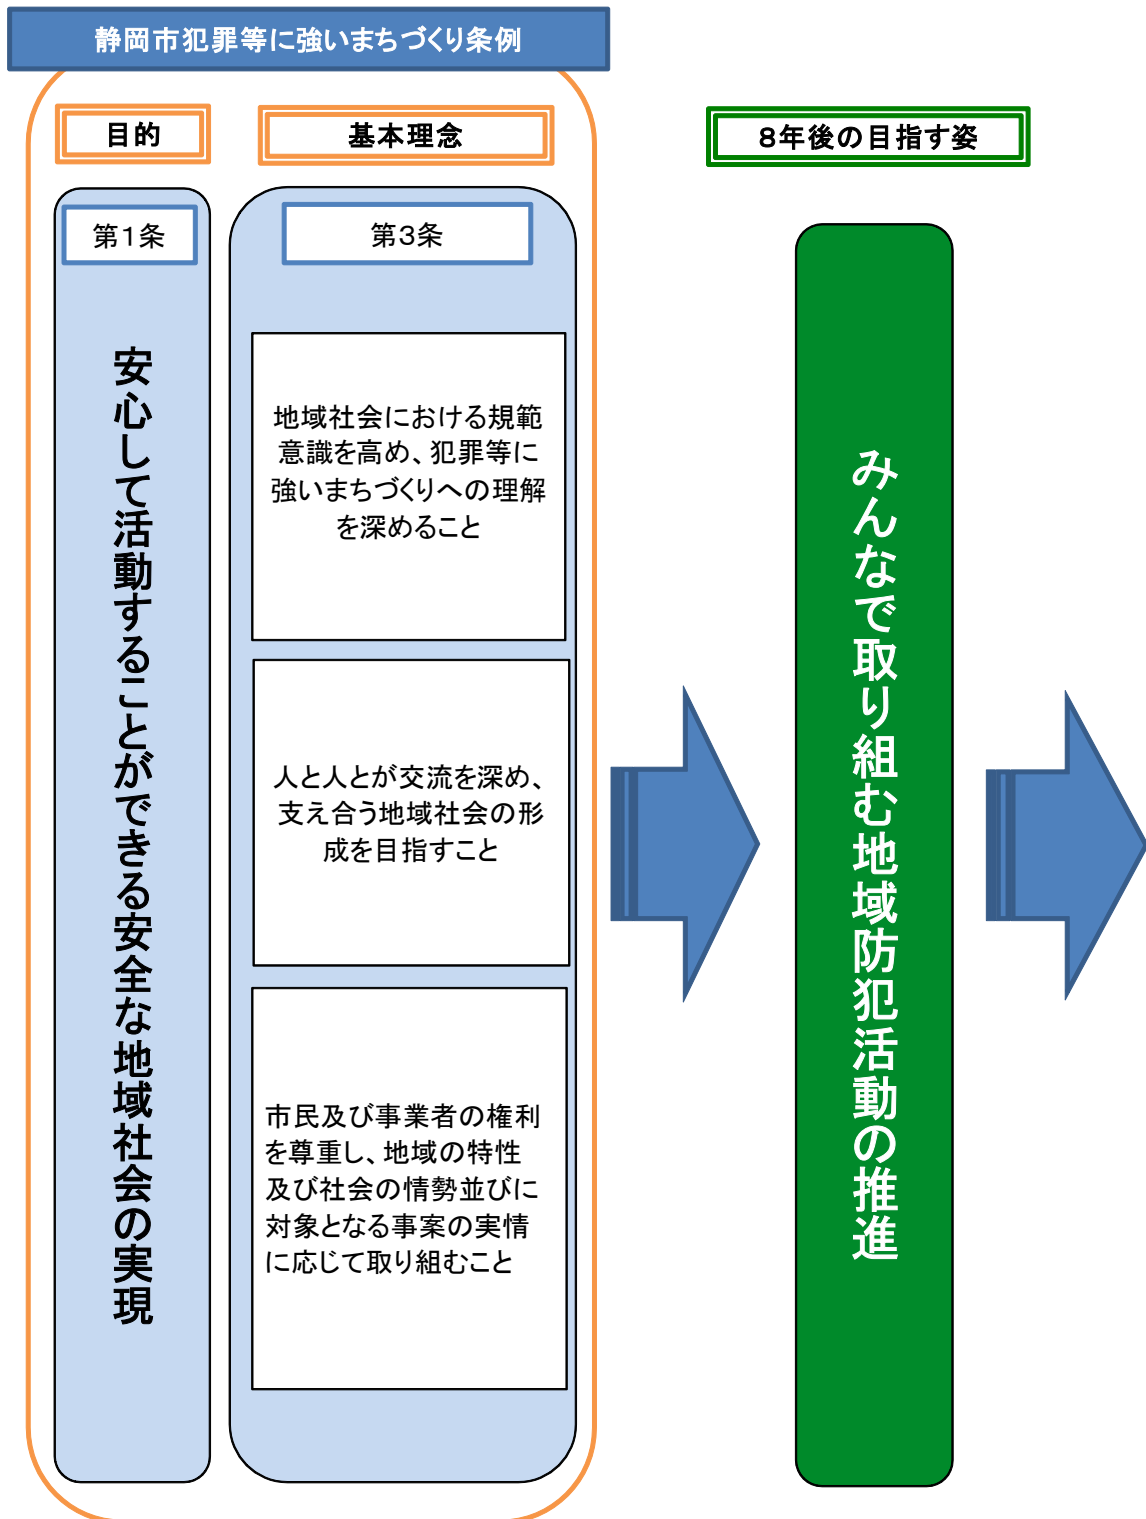 静岡市犯罪等に強いまちづくり条例
目的
基本理念
8年後の目指す姿
第1条
第3条
安心して活動することができる安全な地域社会の実現
地域社会における規範
意識を高め、犯罪等に
強いまちづくりへの理解
を深めること
人と人とが交流を深め、
支え合う地域社会の形
成を目指すこと
市民及び事業者の権利
を尊重し、地域の特性
及び社会の情勢並びに
対象となる事案の実情
に応じて取り組むこと
みんなで取り組む地域防犯活動の推進